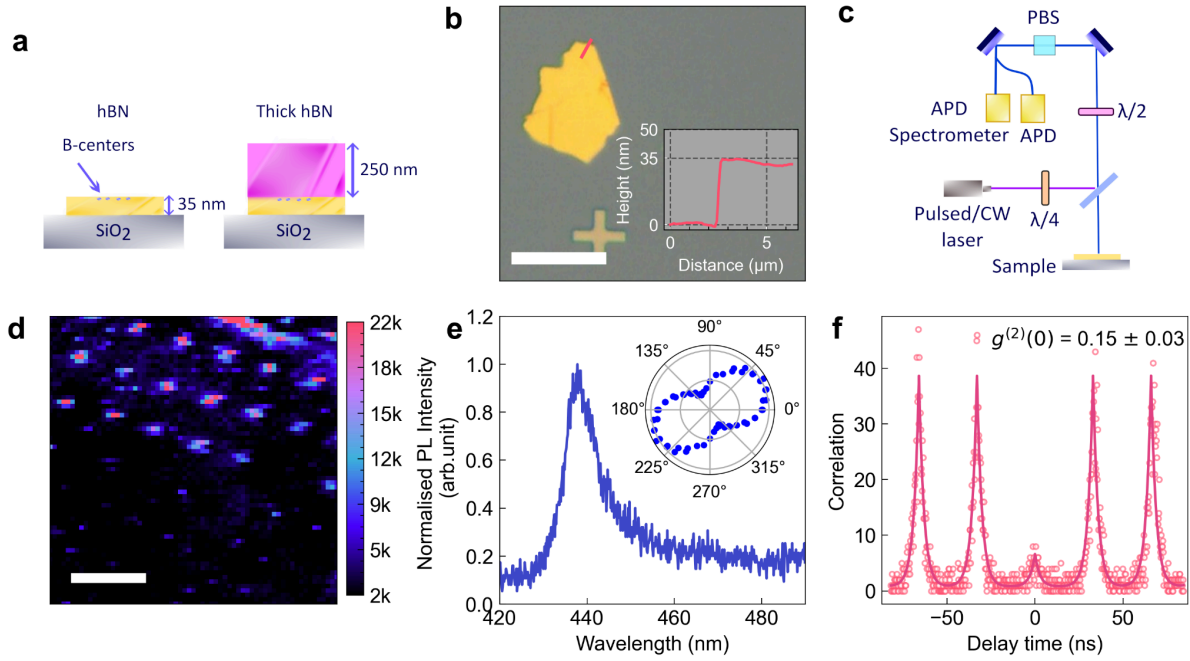 a
hBN
B-centers
35 nm
SiO2
Thick hBN
250 nm
SiO2
b
Height (nm)
50
35
0
0
5
Distance (μm)
c
PBS
λ/2
APD
Spectrometer
APD
Pulsed/CW
laser
λ/4
Sample
d
22k
18k
15k
12k
9k
5k
2k
e
Normalised PL Intensity
(arb.unit)
1.2
1.0
0.8
0.6
0.4
0.2
0.0
420
440
460
480
Wavelength (nm)
90°
135°
45°
180°
0°
225°
315°
270°
f
g(2)(0) = 0.15 ± 0.03
Correlation
40
30
20
10
0
−50
0
50
Delay time (ns)